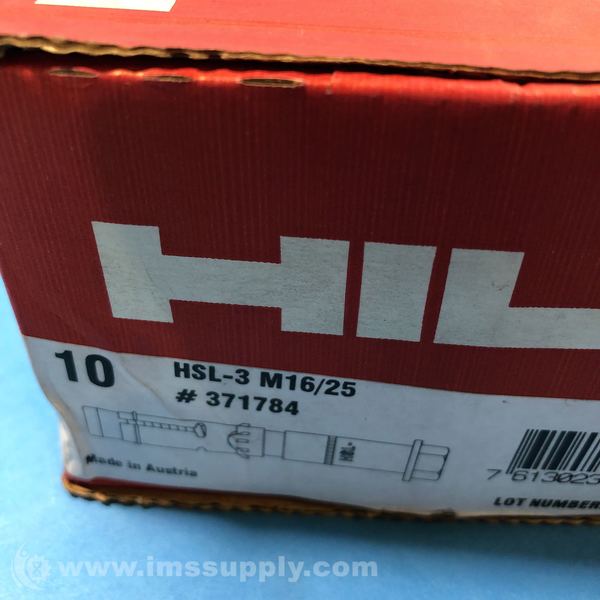 HIL
10
HSL-3 M16/25
# 371784
Made in Austria
7 613023
LOT NUMBER
www.imssupply.com